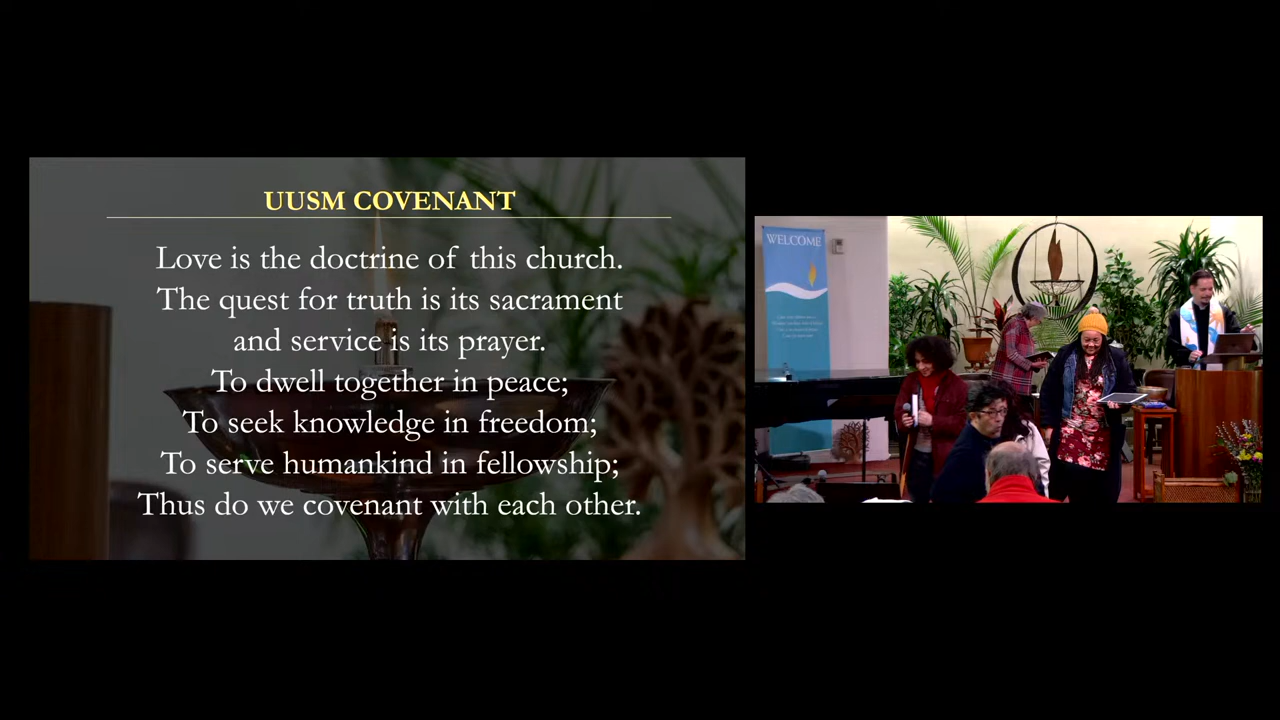 UUSM COVENANT
Love is the doctrine of this church.
The quest for truth is its sacrament
and service is its prayer.
To dwell together in peace;
To seek knowledge in freedom;
To serve humankind in fellowship;
Thus do we covenant with each other.
WELCOME